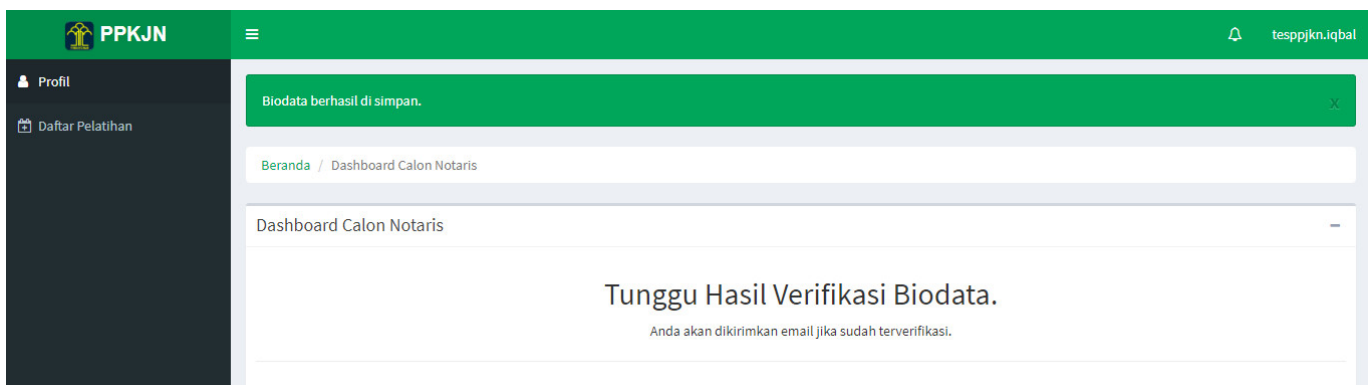 PPKJN
tesppjkn.iqbal
Profil
Daftar Pelatihan
Biodata berhasil di simpan.
x
Beranda / Dashboard Calon Notaris
Dashboard Calon Notaris
Tunggu Hasil Verifikasi Biodata.
Anda akan dikirimkan email jika sudah terverifikasi.